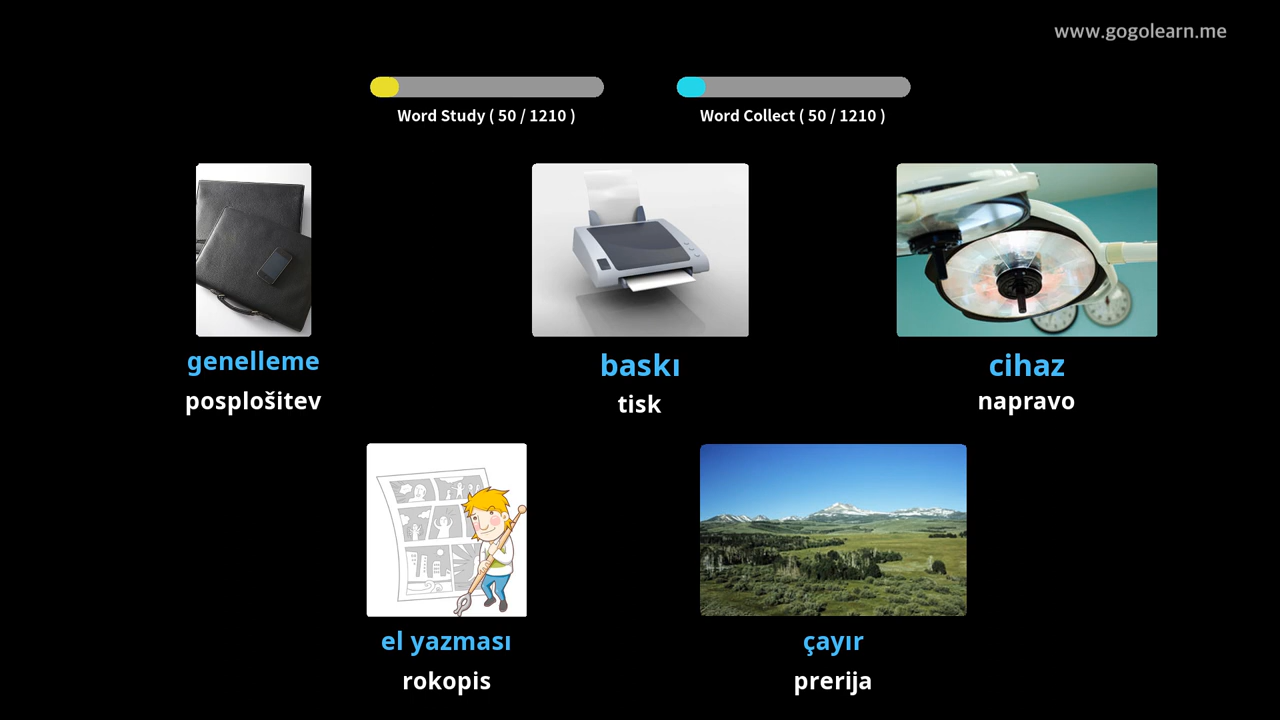 www.gogolearn.me
Word Study ( 50 / 1210 )
Word Collect ( 50 / 1210 )
genelleme
posplošitev
baskı
tisk
cihaz
napravo
el yazması
rokopis
çayır
prerija